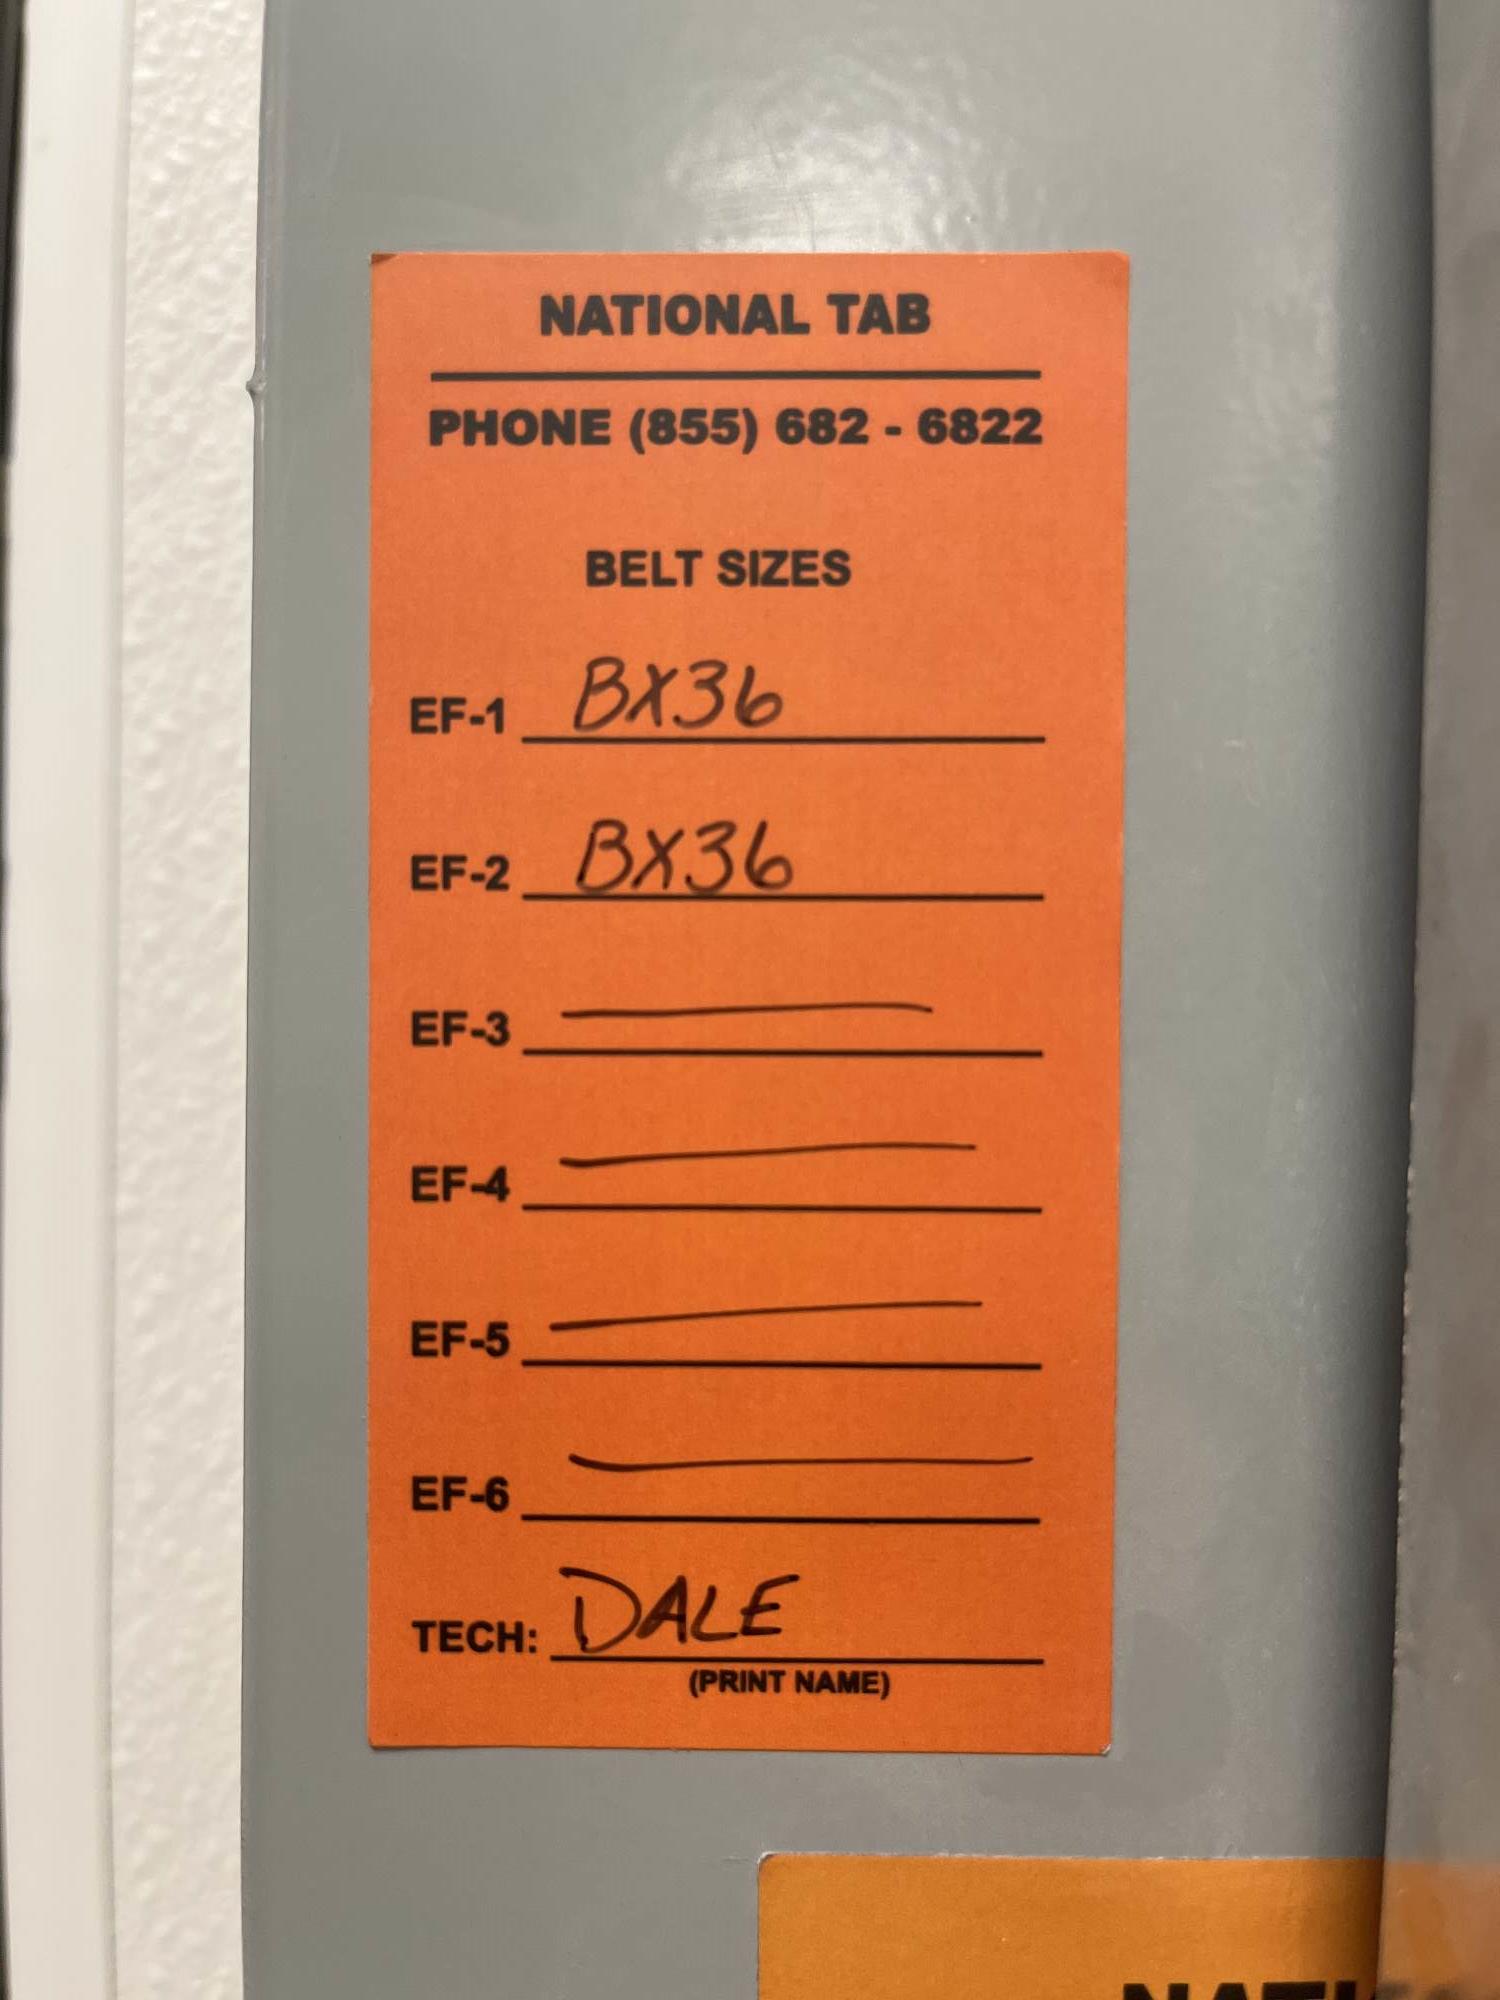 NATIONAL TAB
PHONE (855) 682 - 6822
BELT SIZES
EF-1 BX36
EF-2 BX36
EF-3
EF-4
EF-5
EF-6
TECH: DALE
(PRINT NAME)